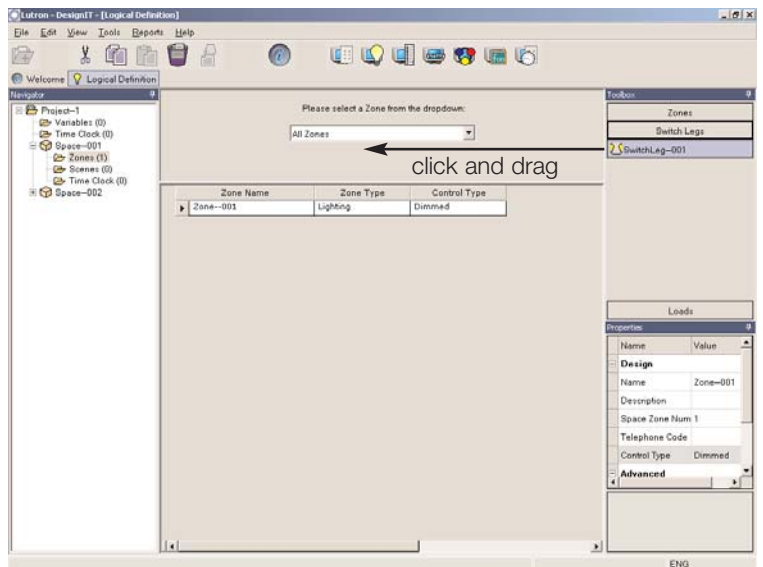 Lutron - DesignIT - [Logical Definition]
File Edit View Tools Reports Help
Welcome Logical Definition
Navigator
Project-1
Variables (0)
Time Clock (0)
Space--001
Zones (1)
Scenes (0)
Time Clock (0)
Space--002
Please select a Zone from the dropdown:
All Zones
click and drag
Zone Name Zone Type Control Type
Zone--001 Lighting Dimmed
Toolbox
Zones
Switch Legs
SwitchLeg--001
Loads
Properties
Name Value
Design
Name Zone--001
Description
Space Zone Num 1
Telephone Code
Control Type Dimmed
Advanced
ENG